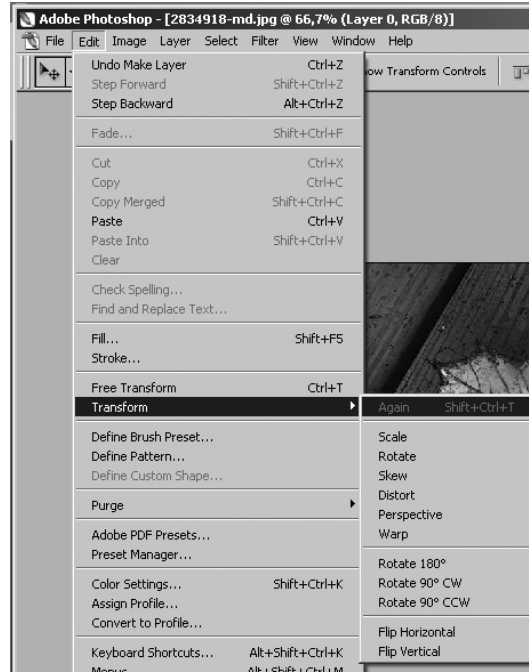 Adobe Photoshop - [2834918-md.jpg @ 66,7% (Layer 0, RGB/8)]
File Edit Image Layer Select Filter View Window Help
Undo Make Layer Ctrl+Z
Step Forward Shift+Ctrl+Z
ow Transform Controls
Step Backward Alt+Ctrl+Z
Fade... Shift+Ctrl+F
Cut Ctrl+X
Copy Ctrl+C
Copy Merged Shift+Ctrl+C
Paste Ctrl+V
Paste Into Shift+Ctrl+V
Clear
Check Spelling...
Find and Replace Text...
Fill... Shift+F5
Stroke...
Free Transform Ctrl+T
Transform
Define Brush Preset...
Define Pattern...
Define Custom Shape...
Purge
Adobe PDF Presets...
Preset Manager...
Color Settings... Shift+Ctrl+K
Assign Profile...
Convert to Profile...
Keyboard Shortcuts... Alt+Shift+Ctrl+K
Menus... Alt+Shift+Ctrl+M
Again Shift+Ctrl+T
Scale
Rotate
Skew
Distort
Perspective
Warp
Rotate 180°
Rotate 90° CW
Rotate 90° CCW
Flip Horizontal
Flip Vertical